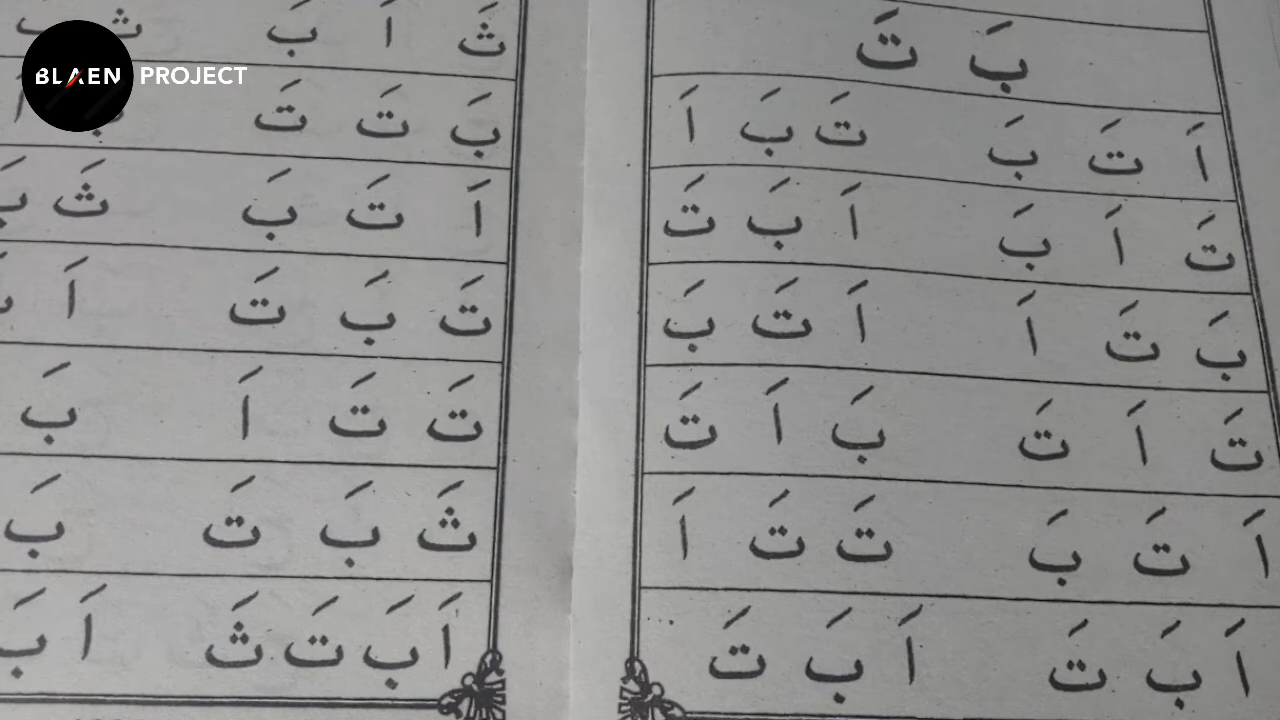 BLAEN PROJECT
بَ تَ
اَ تَ بَ تَ بَ اَ
تَ اَ بَ اَ بَ تَ
بَ تَ اَ اَ تَ بَ
تَ اَ تَ بَ اَ تَ
اَ تَ بَ تَ تَ اَ
اَ بَ تَ اَ بَ تَ
ثَ اَ بَ
بَ تَ تَ
اَ تَ بَ ثَ بَ
تَ بَ تَ اَ
تَ تَ اَ بَ
ثَ بَ تَ بَ
اَ بَ تَ ثَ اَ بَ